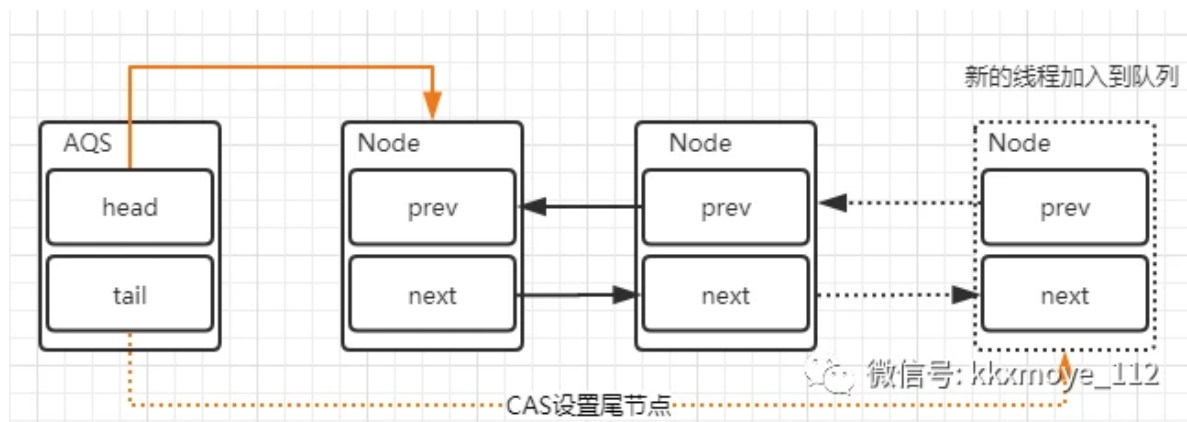 新的线程加入到队列
AQS
Node
Node
Node
head
prev
prev
prev
tail
next
next
next
微信号: kkxmoye_112
CAS设置尾节点